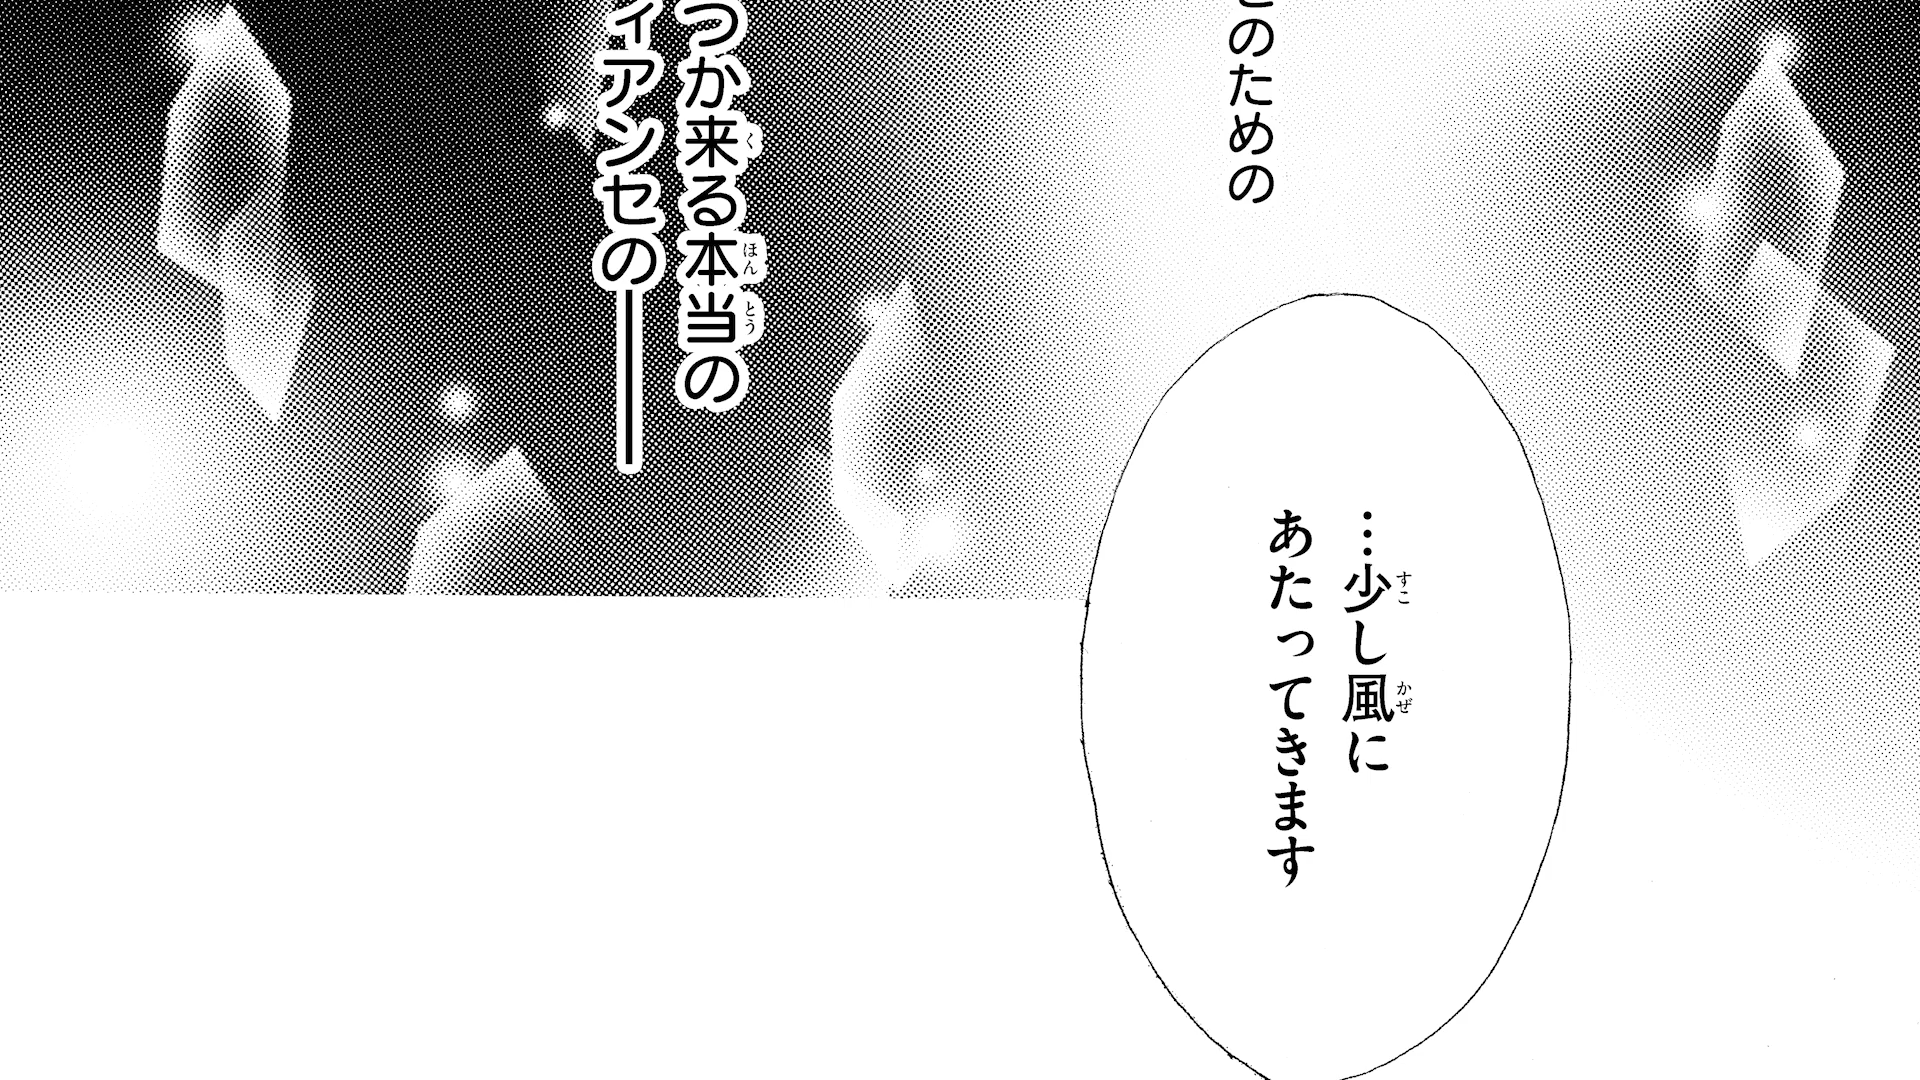 のための
…少し風に
あたってきます
つか来る本当の
ィアンセの――